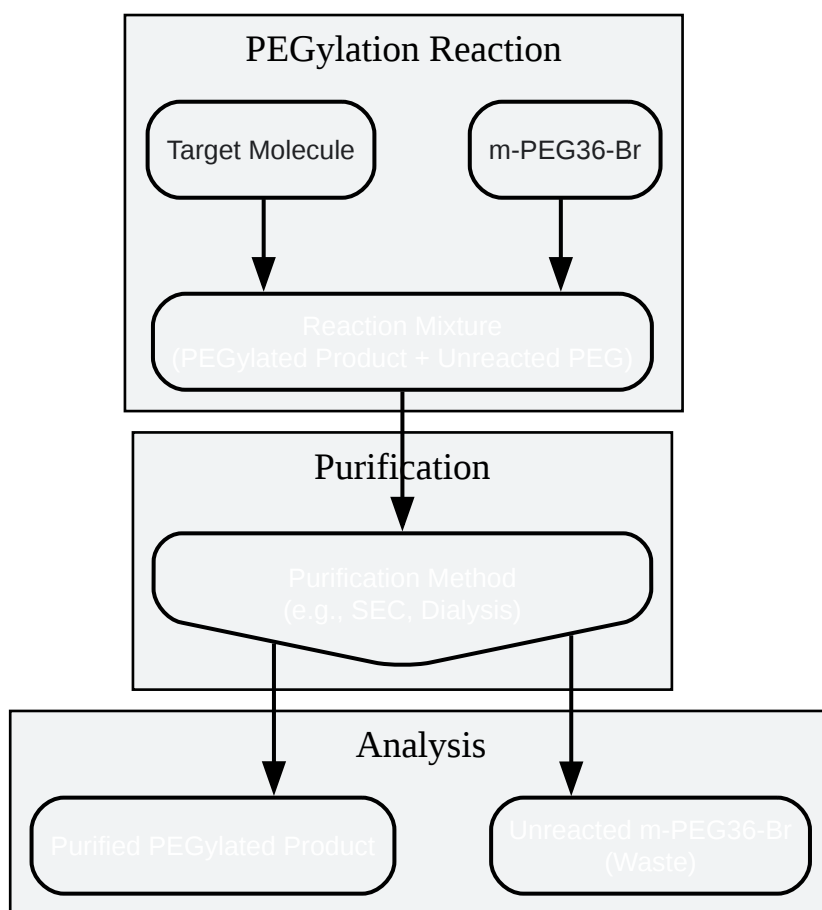 PEGylation Reaction
Target Molecule
m-PEG36-Br
Reaction Mixture
(PEGylated Product + Unreacted PEG)
Purification
Purification Method
(e.g., SEC, Dialysis)
Analysis
Purified PEGylated Product
Unreacted m-PEG36-Br
(Waste)